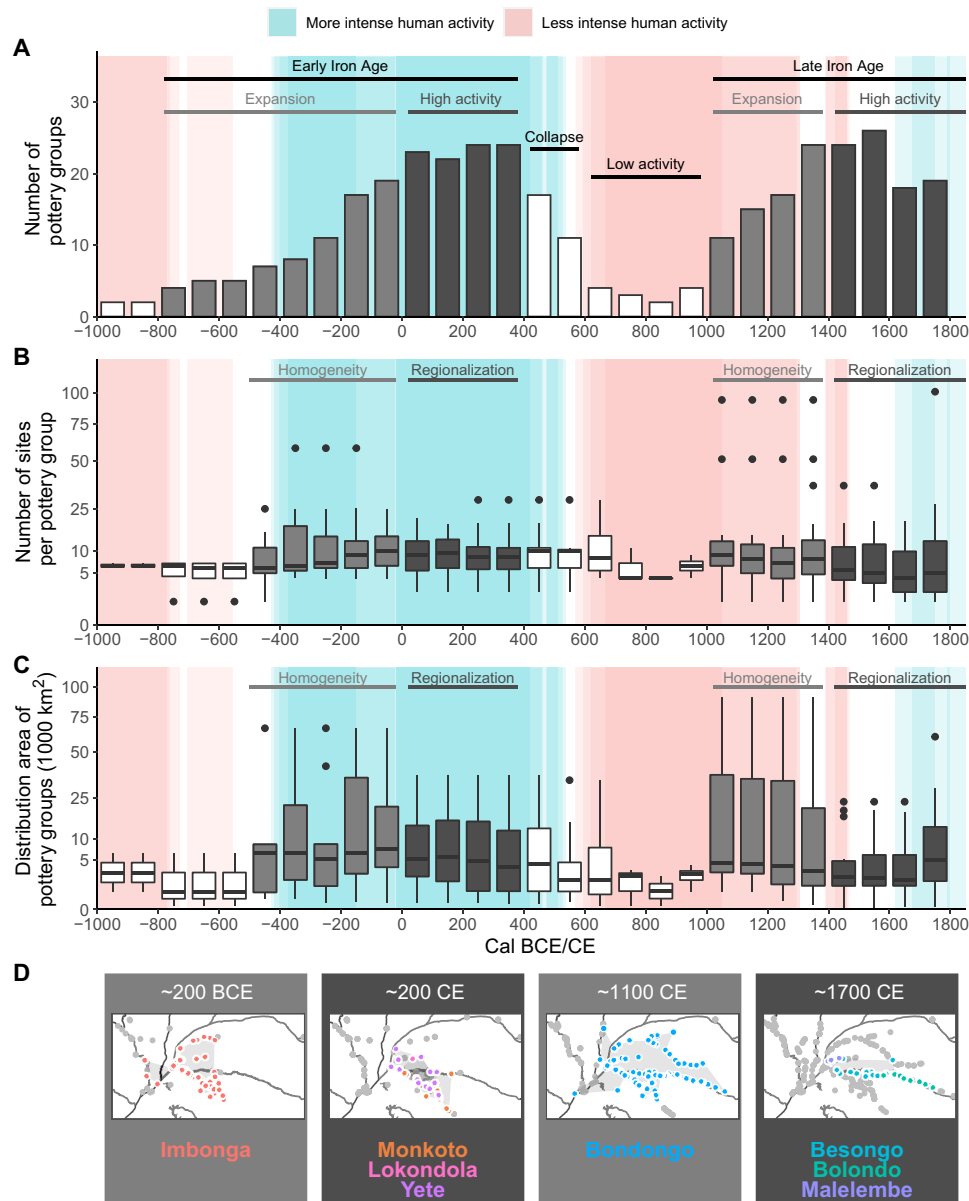 More intense human activity Less intense human activity
A
Early Iron Age Late Iron Age
Expansion High activity Expansion High activity
Collapse
Low activity
Number of
pottery groups
30
20
10
0
−1000 −800 −600 −400 −200 0 200 400 600 800 1000 1200 1400 1600 1800
B
Homogeneity Regionalization Homogeneity Regionalization
Number of sites
per pottery group
100
75
50
25
10
5
0
−1000 −800 −600 −400 −200 0 200 400 600 800 1000 1200 1400 1600 1800
C
Homogeneity Regionalization Homogeneity Regionalization
Distribution area of
pottery groups (1000 km²)
100
75
50
25
10
5
0
−1000 −800 −600 −400 −200 0 200 400 600 800 1000 1200 1400 1600 1800
Cal BCE/CE
D
~200 BCE ~200 CE ~1100 CE ~1700 CE
Imbonga Monkoto Bondongo Besongo
Lokondola Bolondo
Yete Malelembe